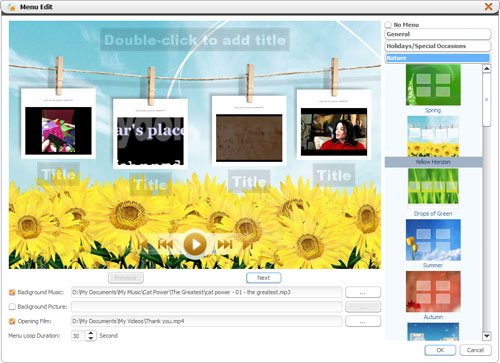 Menu Edit
Double-click to add title
ar's place
Title
Title
Title
Title
Previous
Next
Background Music:
D:\My Documents\My Music\Cat Power\The Greatest\cat power - 01 - the greatest.mp3
...
Background Picture:
...
Opening Film:
D:\My Documents\My Videos\Thank you.mp4
...
Menu Loop Duration:
30
Second
No Menu
General
Holidays/Special Occasions
Nature
Spring
Yellow Horizon
Drops of Green
Summer
Autumn
OK
Cancel